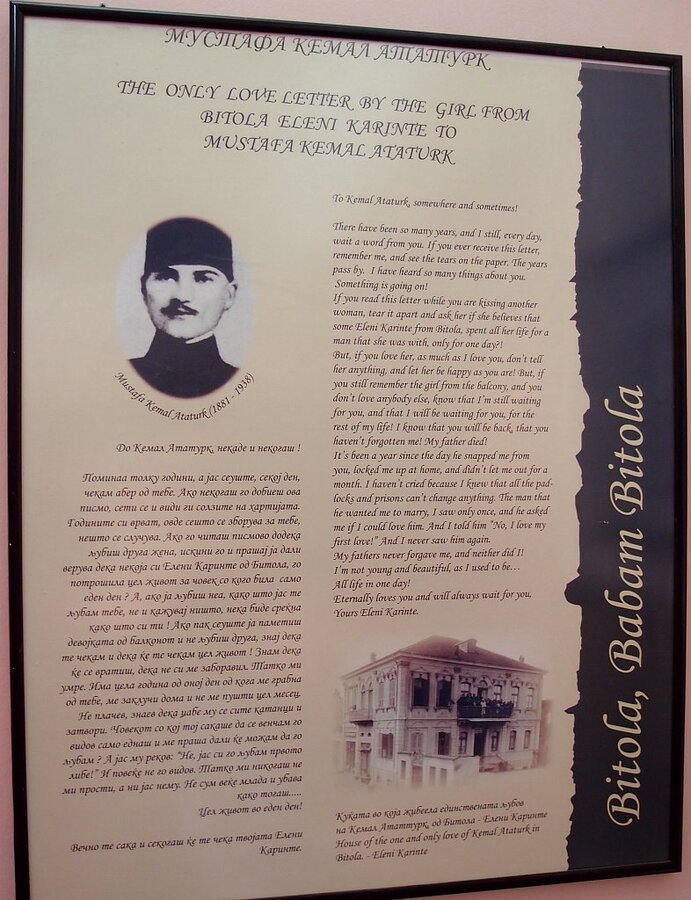 МУСТАФА КЕМАЛ АТАТУРК
THE ONLY LOVE LETTER BY THE GIRL FROM
BITOLA ELENI KARINTE TO
MUSTAFA KEMAL ATATURK
Mustafa Kemal Ataturk (1881 - 1938)
До Кемал Ататурк, некаде и некогаш !
Поминаа толку години, а јас сеуште, секој ден,
чекам абер од тебе. Ако некогаш го добиеш ова
писмо, сети се и види ги солзите на хартијата.
Годините си врват, овде сешто се зборува за тебе,
нешто се случува. Ако го читаш писмово додека
љубиш друга жена, искини го и прашај ја дали
верува дека некоја си Елени Каринте од Битола, го
потрошила цел живот за човек со кого била само
еден ден ? А, ако ја љубиш неа, како што јас те
љубам тебе, не и кажувај ништо, нека биде среќна
како што си ти ! Ако пак сеуште ја паметиш
девојката од балконот и не љубиш друга, знај дека
те чекам и дека ќе те чекам цел живот ! Знам дека
ќе се вратиш, дека не си ме заборавил. Татко ми
умре. Има цела година од оној ден од кога ме грабна
од тебе, ме заклучи дома и не ме пушти цел месец.
Не плачев, знаев дека џабе му се сите катанци и
затвори. Човекот со кој тој сакаше да се венчам го
видов само еднаш и ме праша дали ќе можам да го
љубам ? А јас му реков: "Не, јас си го љубам првото
либе!" И повеќе не го видов. Татко ми никогаш не
ми прости, а ни јас нему. Не сум веќе млада и убава
како тогаш.....
Цел живот во еден ден!
Вечно те сака и секогаш ќе те чека твојата Елени
Каринте.
To Kemal Ataturk, somewhere and sometimes!
There have been so many years, and I still, every day,
wait a word from you. If you ever receive this letter,
remember me, and see the tears on the paper. The years
pass by. I have heard so many things about you.
Something is going on!
If you read this letter while you are kissing another
woman, tear it apart and ask her if she believes that
some Eleni Karinte from Bitola, spent all her life for a
man that she was with, only for one day?!
But, if you love her, as much as I love you, don't tell
her anything, and let her be happy as you are! But, if
you still remember the girl from the balcony, and you
don't love anybody else, know that I'm still waiting
for you, and that I will be waiting for you, for the
rest of my life! I know that you will be back, that you
haven't forgotten me! My father died!
It's been a year since the day he snapped me from
you, locked me up at home, and didn't let me out for a
month. I haven't cried because I knew that all the pad-
locks and prisons can't change anything. The man that
he wanted me to marry, I saw only once, and he asked
me if I could love him. And I told him "No, I love my
first love!" And I never saw him again.
My fathers never forgave me, and neither did I!
I'm not young and beautiful, as I used to be...
All life in one day!
Eternally loves you and will always wait for you,
Yours Eleni Karinte.
Куќата во која живеела единствената љубов
на Кемал Ататтурк, од Битола - Елени Каринте
House of the one and only love of Kemal Ataturk in
Bitola. - Eleni Karinte
Bitola, Babam Bitola